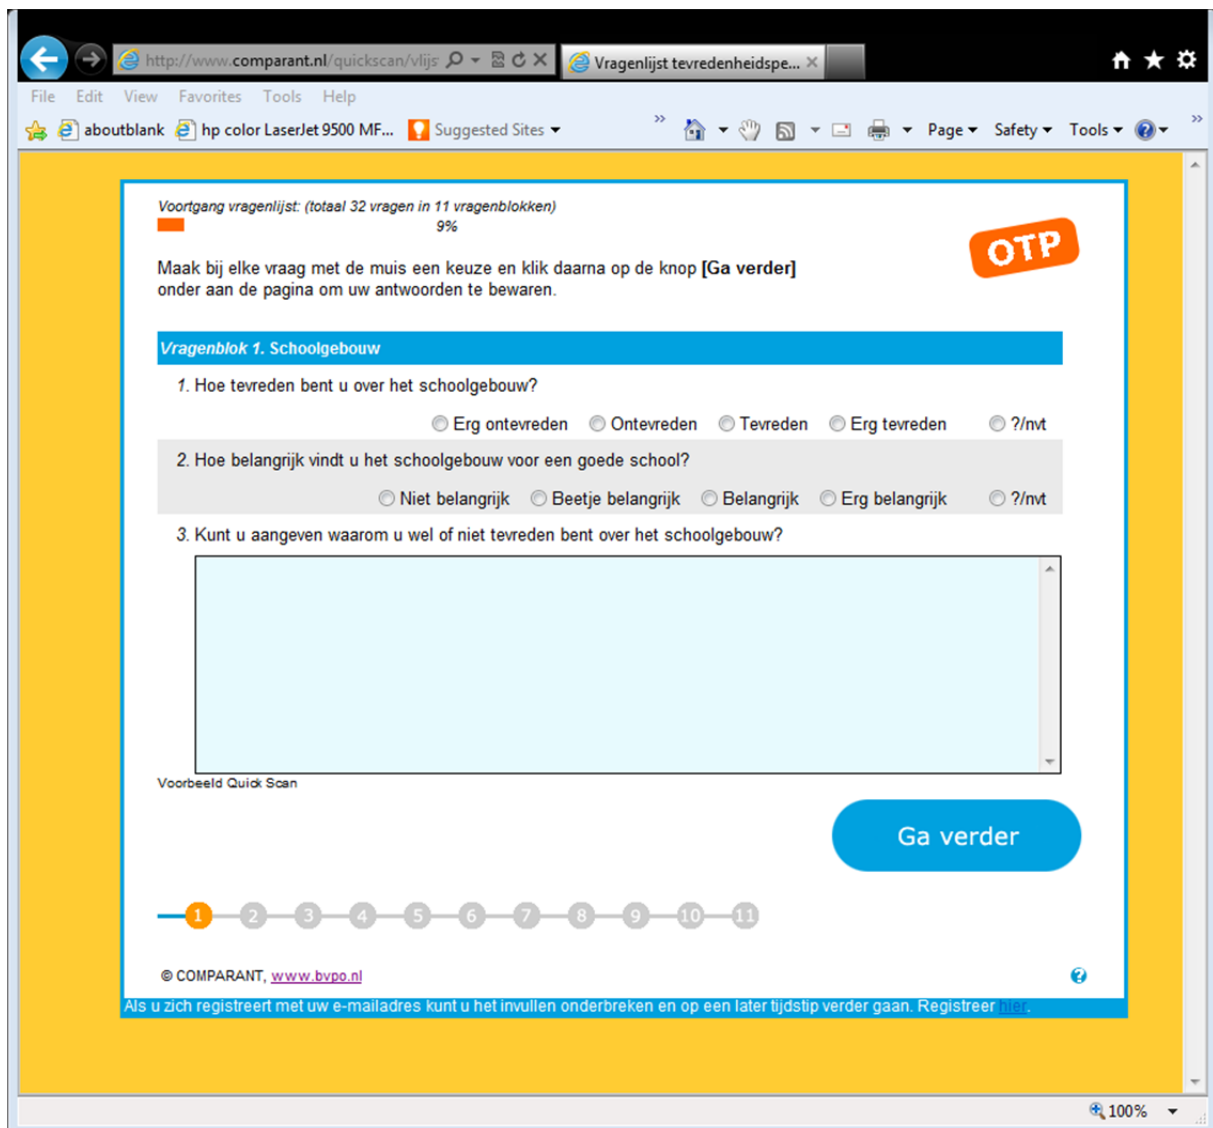 http://www.comparant.nl/quickscan/vlijs
Vragenlijst tevredenheidspe...
File Edit View Favorites Tools Help
aboutblank hp color LaserJet 9500 MF... Suggested Sites Page Safety Tools
Voortgang vragenlijst: (totaal 32 vragen in 11 vragenblokken)
9%
OTP
Maak bij elke vraag met de muis een keuze en klik daarna op de knop [Ga verder]
onder aan de pagina om uw antwoorden te bewaren.
Vragenblok 1. Schoolgebouw
1. Hoe tevreden bent u over het schoolgebouw?
Erg ontevreden Ontevreden Tevreden Erg tevreden ?/nvt
2. Hoe belangrijk vindt u het schoolgebouw voor een goede school?
Niet belangrijk Beetje belangrijk Belangrijk Erg belangrijk ?/nvt
3. Kunt u aangeven waarom u wel of niet tevreden bent over het schoolgebouw?
Voorbeeld Quick Scan
Ga verder
1 2 3 4 5 6 7 8 9 10 11
© COMPARANT, www.bvpo.nl
Als u zich registreert met uw e-mailadres kunt u het invullen onderbreken en op een later tijdstip verder gaan. Registreer hier.
100%